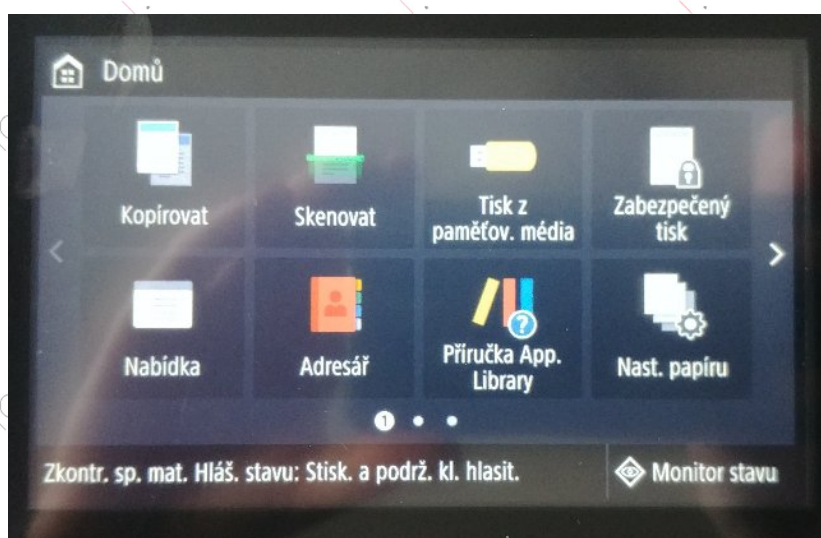 Domů
Kopírovat
Skenovat
Tisk z
paměťov. média
Zabezpečený
tisk
Nabídka
Adresář
Příručka App.
Library
Nast. papíru
1
Zkontr. sp. mat. Hláš. stavu: Stisk. a podrž. kl. hlasit.
Monitor stavu